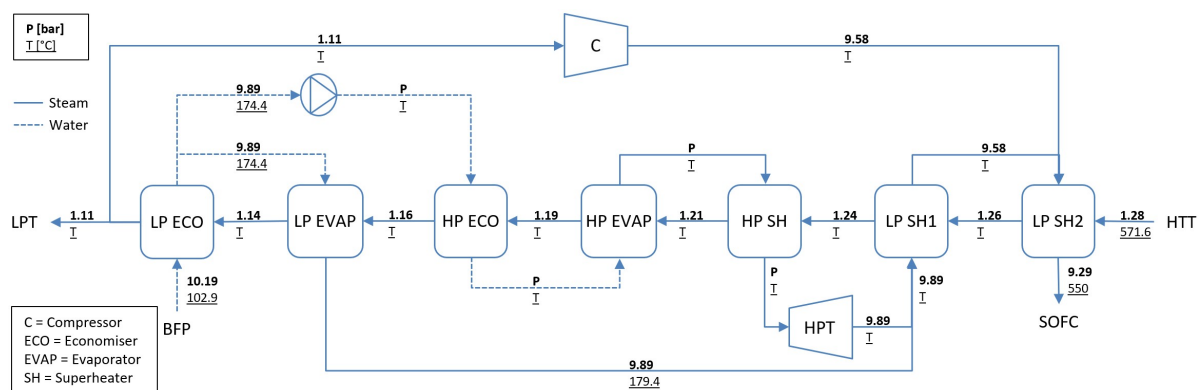 P [bar]
T [°C]
Steam
Water
1.11
T
C
9.58
T
9.89
174.4
P
T
9.89
174.4
P
T
9.58
T
LPT
1.11
T
LP ECO
1.14
T
LP EVAP
1.16
T
HP ECO
1.19
T
HP EVAP
1.21
T
HP SH
1.24
T
LP SH1
1.26
T
LP SH2
1.28
571.6
HTT
10.19
102.9
BFP
P
T
P
T
HPT
9.89
T
9.89
T
9.29
550
SOFC
9.89
179.4
C = Compressor
ECO = Economiser
EVAP = Evaporator
SH = Superheater